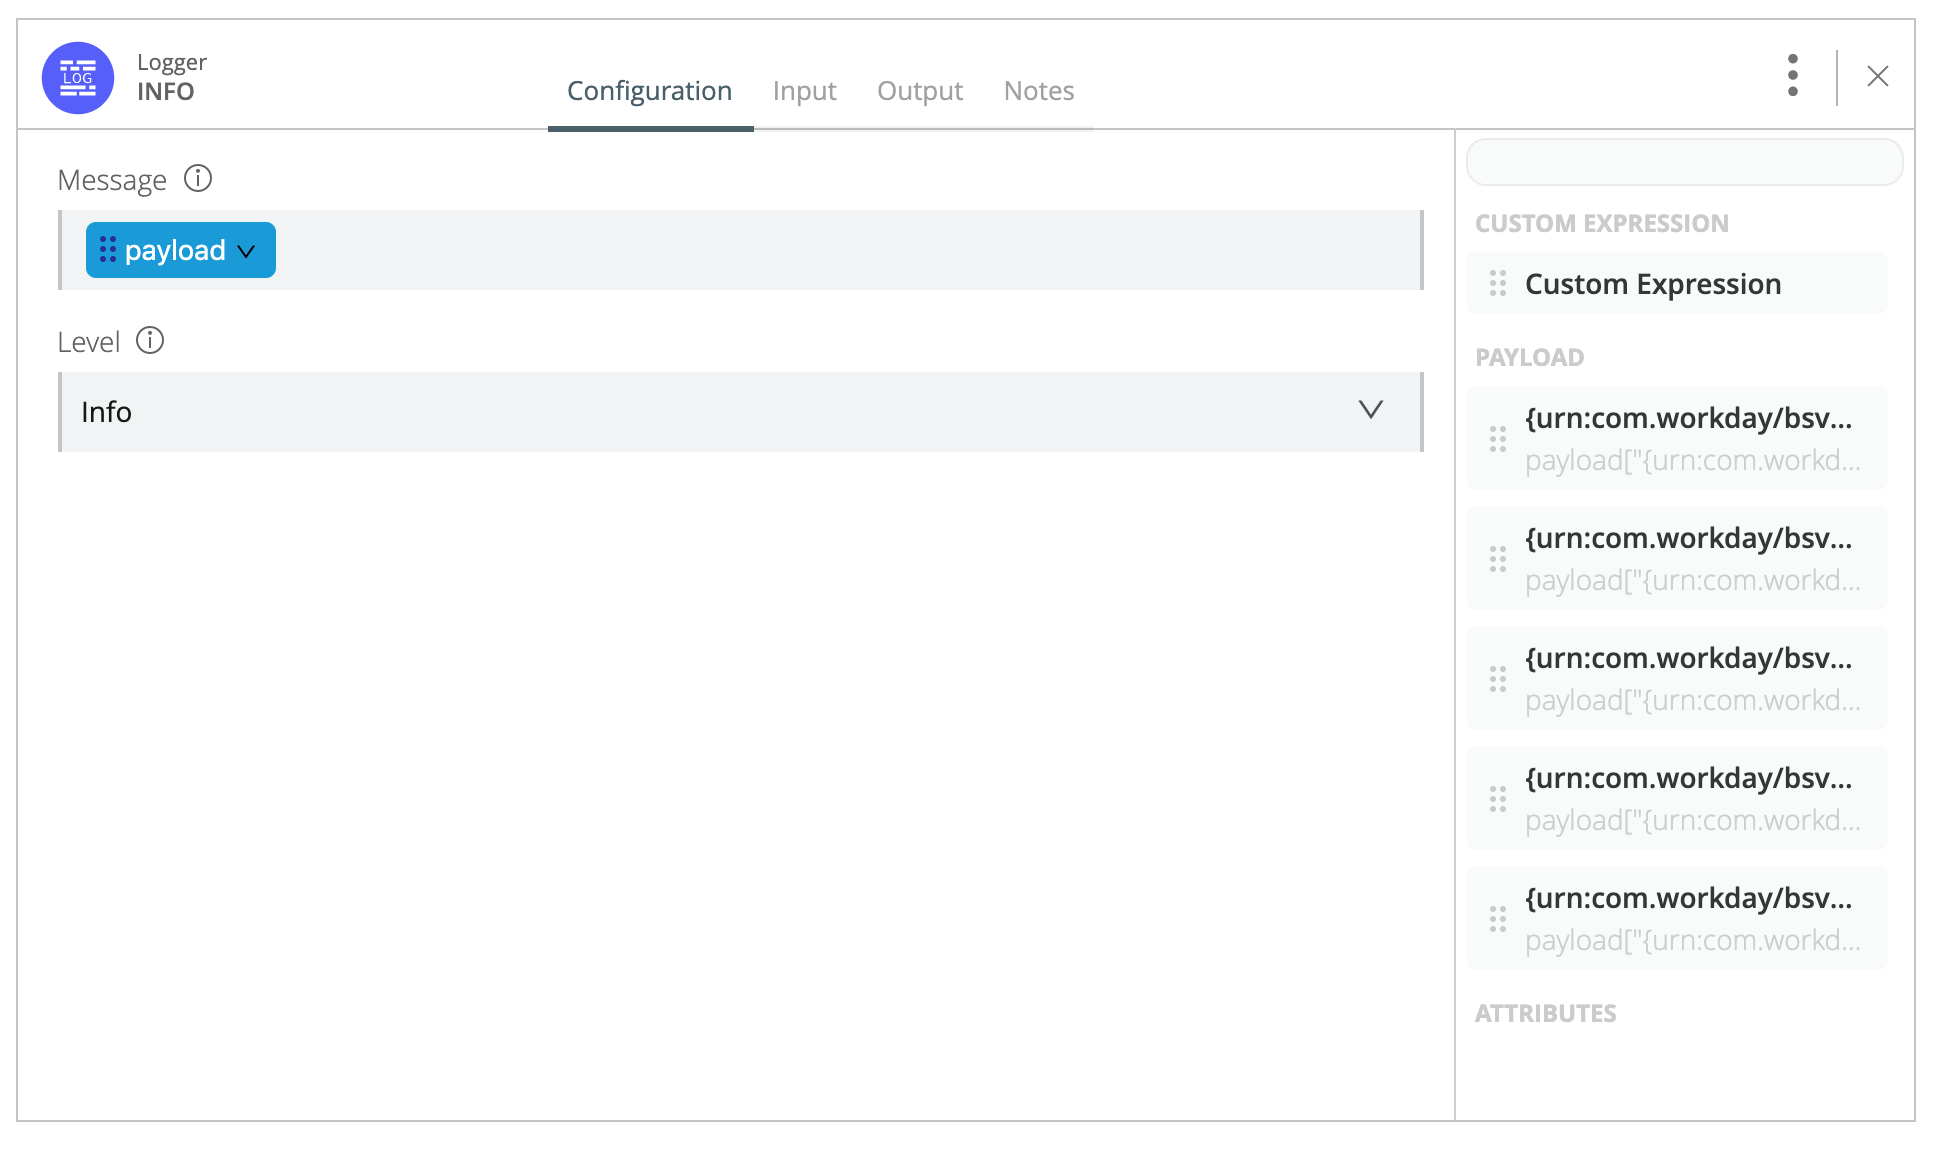 LOG
Logger
INFO
Configuration
Input
Output
Notes
Message
payload
Level
Info
CUSTOM EXPRESSION
Custom Expression
PAYLOAD
{urn:com.workday/bsv...
payload["{urn:com.workd...
{urn:com.workday/bsv...
payload["{urn:com.workd...
{urn:com.workday/bsv...
payload["{urn:com.workd...
{urn:com.workday/bsv...
payload["{urn:com.workd...
{urn:com.workday/bsv...
payload["{urn:com.workd...
ATTRIBUTES